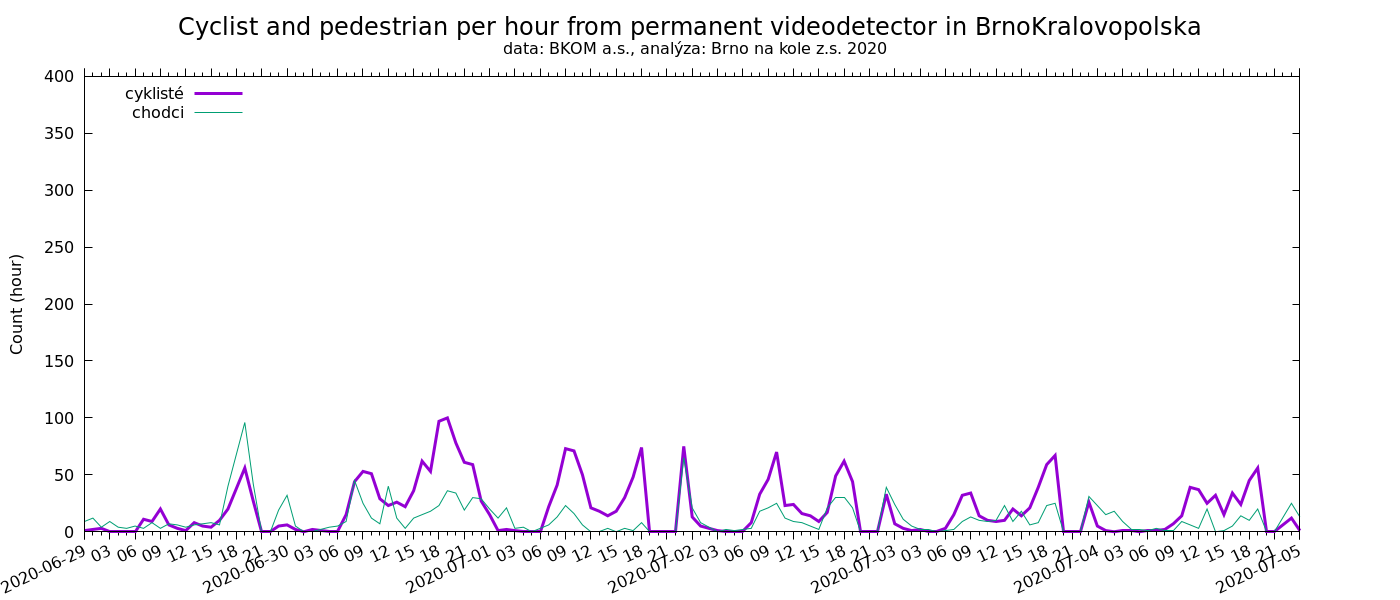 Cyclist and pedestrian per hour from permanent videodetector in BrnoKralovopolska
data: BKOM a.s., analýza: Brno na kole z.s. 2020
400
350
300
250
200
150
100
50
0
Count (hour)
cyklisté
chodci
2020-06-29 03 06 09 12 15 18 21 2020-06-30 03 06 09 12 15 18 21 2020-07-01 03 06 09 12 15 18 21 2020-07-02 03 06 09 12 15 18 21 2020-07-03 03 06 09 12 15 18 21 2020-07-04 03 06 09 12 15 18 21 2020-07-05